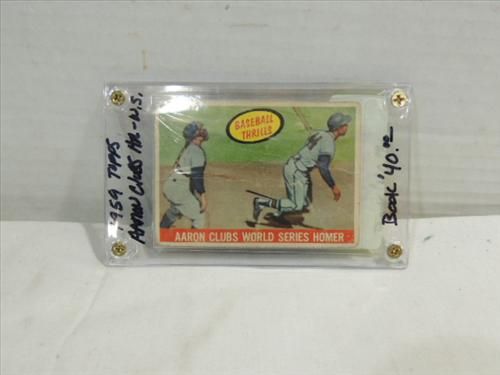 1959 TOPPS
AARON CLUBS HR-W.S.
BASEBALL
THRILLS
AARON CLUBS WORLD SERIES HOMER
BOOK $40.00